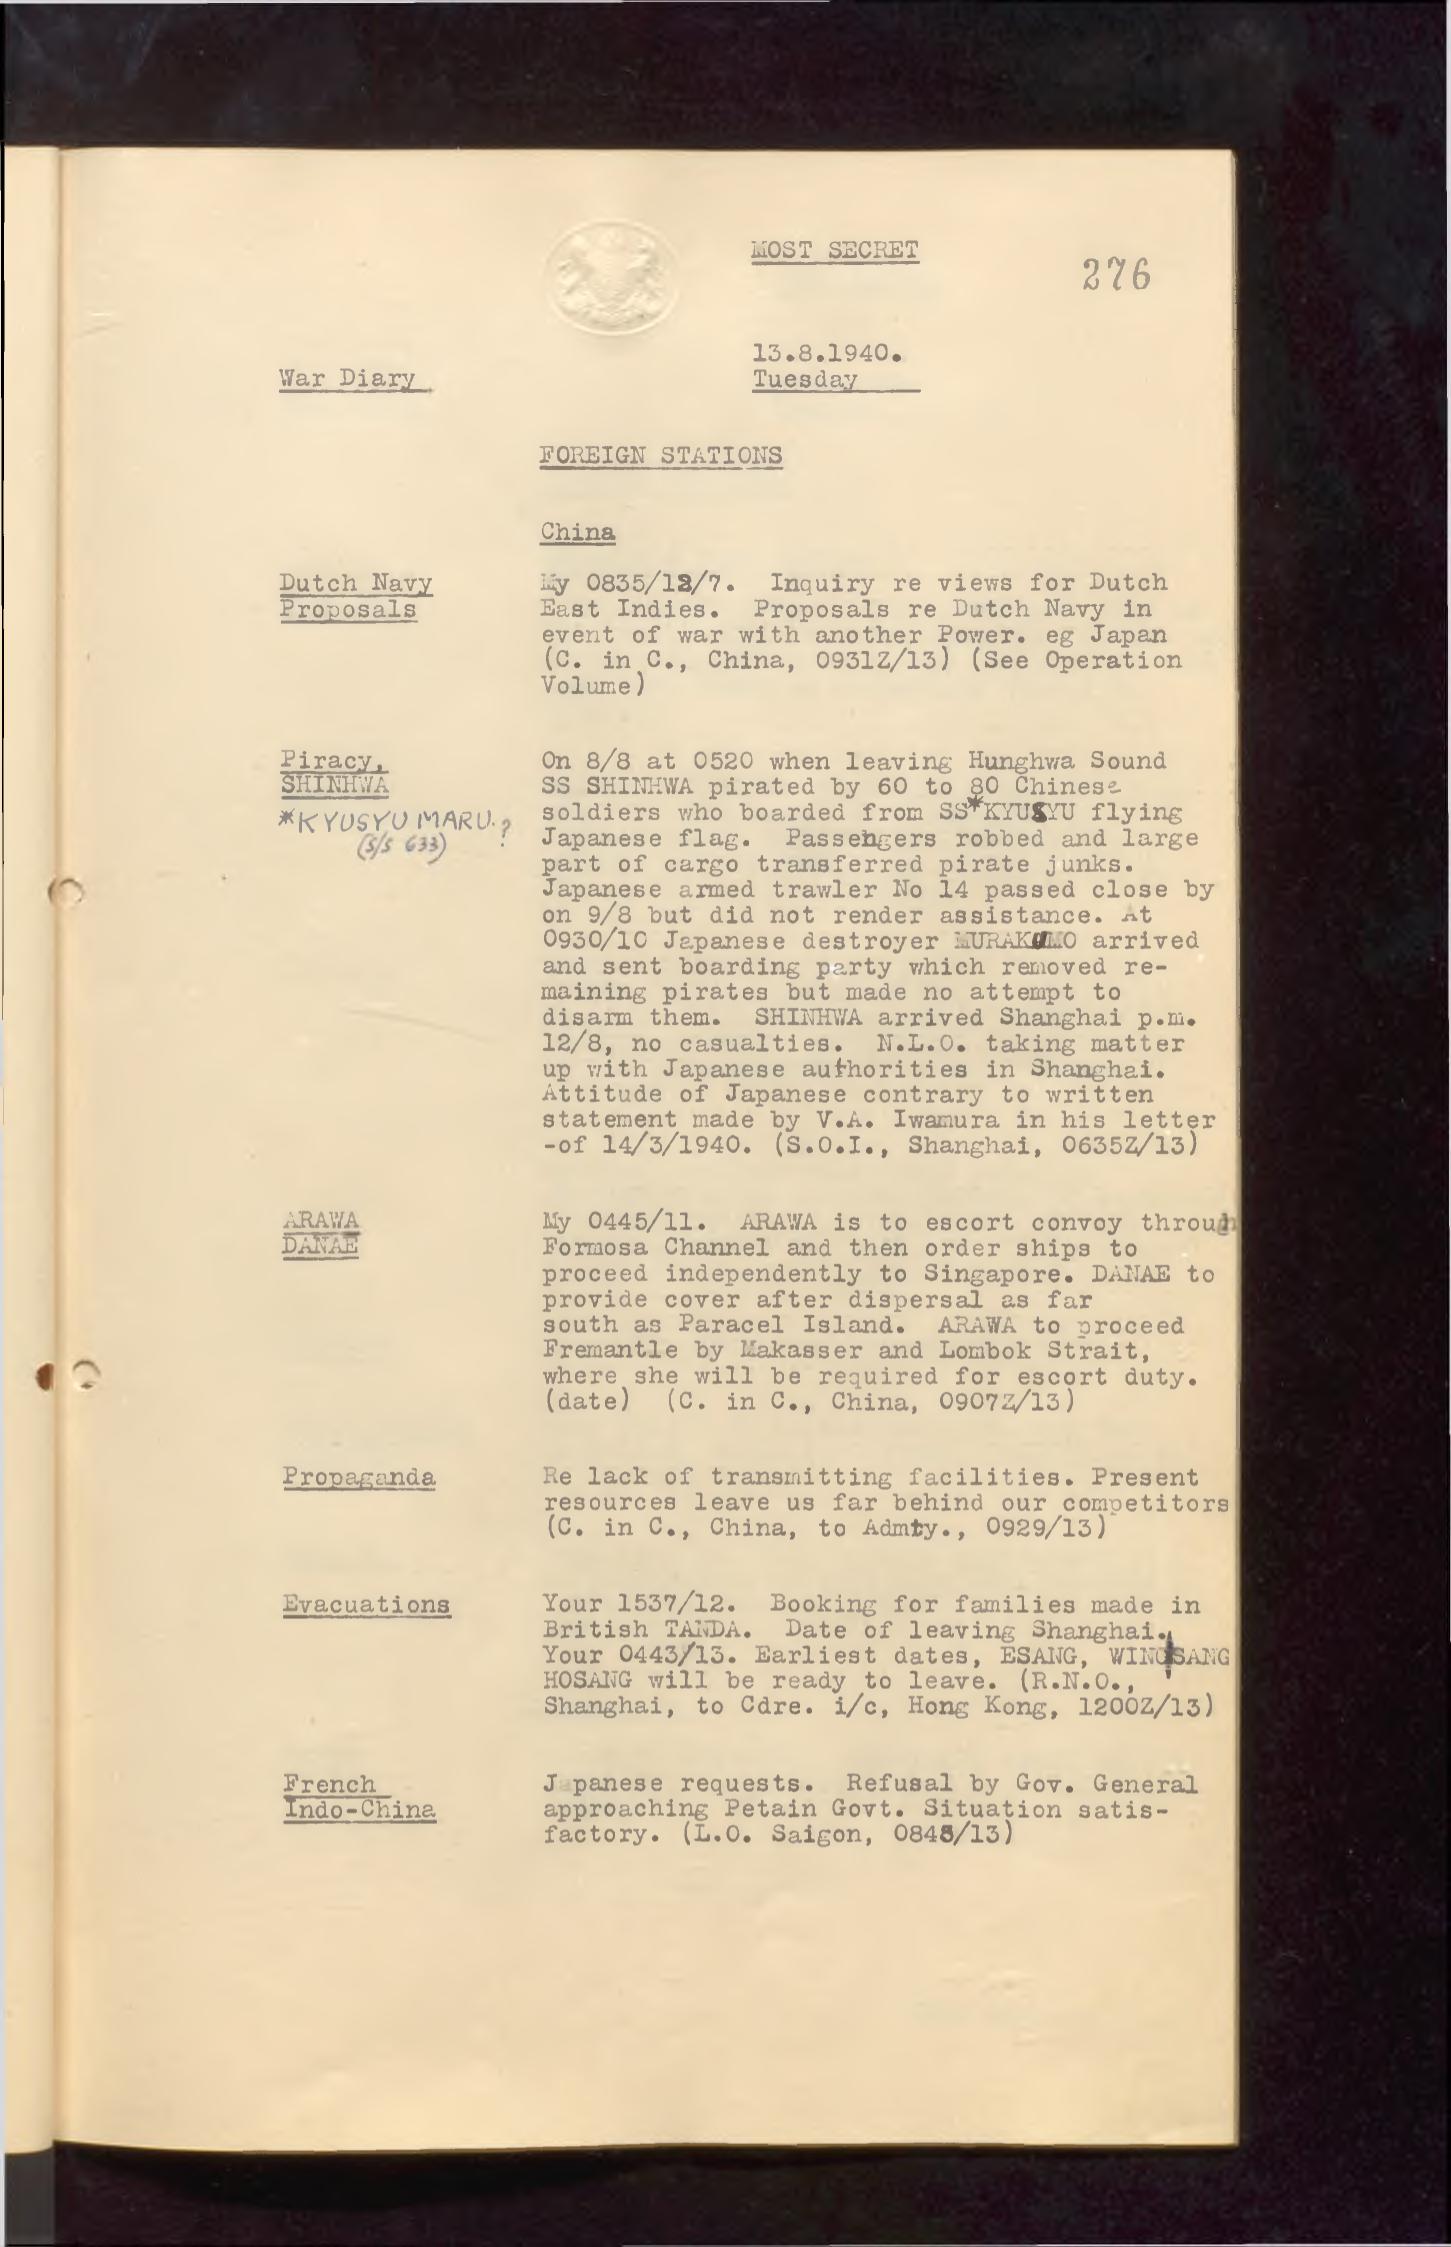 MOST SECRET
276
13.8.1940.
War Diary
Tuesday
FOREIGN STATIONS
China
Dutch Navy
Proposals
My 0835/12/7. Inquiry re views for Dutch
East Indies. Proposals re Dutch Navy in
event of war with another Power. eg Japan
(C. in C., China, 0931Z/13) (See Operation
Volume)
Piracy,
SHINHWA
*KYUSYU MARU.?
(S/S 633)
On 8/8 at 0520 when leaving Hunghwa Sound
SS SHINHWA pirated by 60 to 80 Chinese
soldiers who boarded from SS*KYUSYU flying
Japanese flag. Passengers robbed and large
part of cargo transferred pirate junks.
Japanese armed trawler No 14 passed close by
on 9/8 but did not render assistance. At
0930/10 Japanese destroyer MURAKUMO arrived
and sent boarding party which removed re-
maining pirates but made no attempt to
disarm them. SHINHWA arrived Shanghai p.m.
12/8, no casualties. N.L.O. taking matter
up with Japanese authorities in Shanghai.
Attitude of Japanese contrary to written
statement made by V.A. Iwamura in his letter
-of 14/3/1940. (S.O.I., Shanghai, 0635Z/13)
ARAWA
DANAE
My 0445/11. ARAWA is to escort convoy through
Formosa Channel and then order ships to
proceed independently to Singapore. DANAE to
provide cover after dispersal as far
south as Paracel Island. ARAWA to proceed
Fremantle by Makasser and Lombok Strait,
where she will be required for escort duty.
(date) (C. in C., China, 0907Z/13)
Propaganda
Re lack of transmitting facilities. Present
resources leave us far behind our competitors
(C. in C., China, to Admty., 0929/13)
Evacuations
Your 1537/12. Booking for families made in
British TANDA. Date of leaving Shanghai.
Your 0443/13. Earliest dates, ESANG, WINGSANG
HOSANG will be ready to leave. (R.N.O.,
Shanghai, to Cdre. i/c, Hong Kong, 1200Z/13)
French
Indo-China
Japanese requests. Refusal by Gov. General
approaching Petain Govt. Situation satis-
factory. (L.O. Saigon, 0848/13)